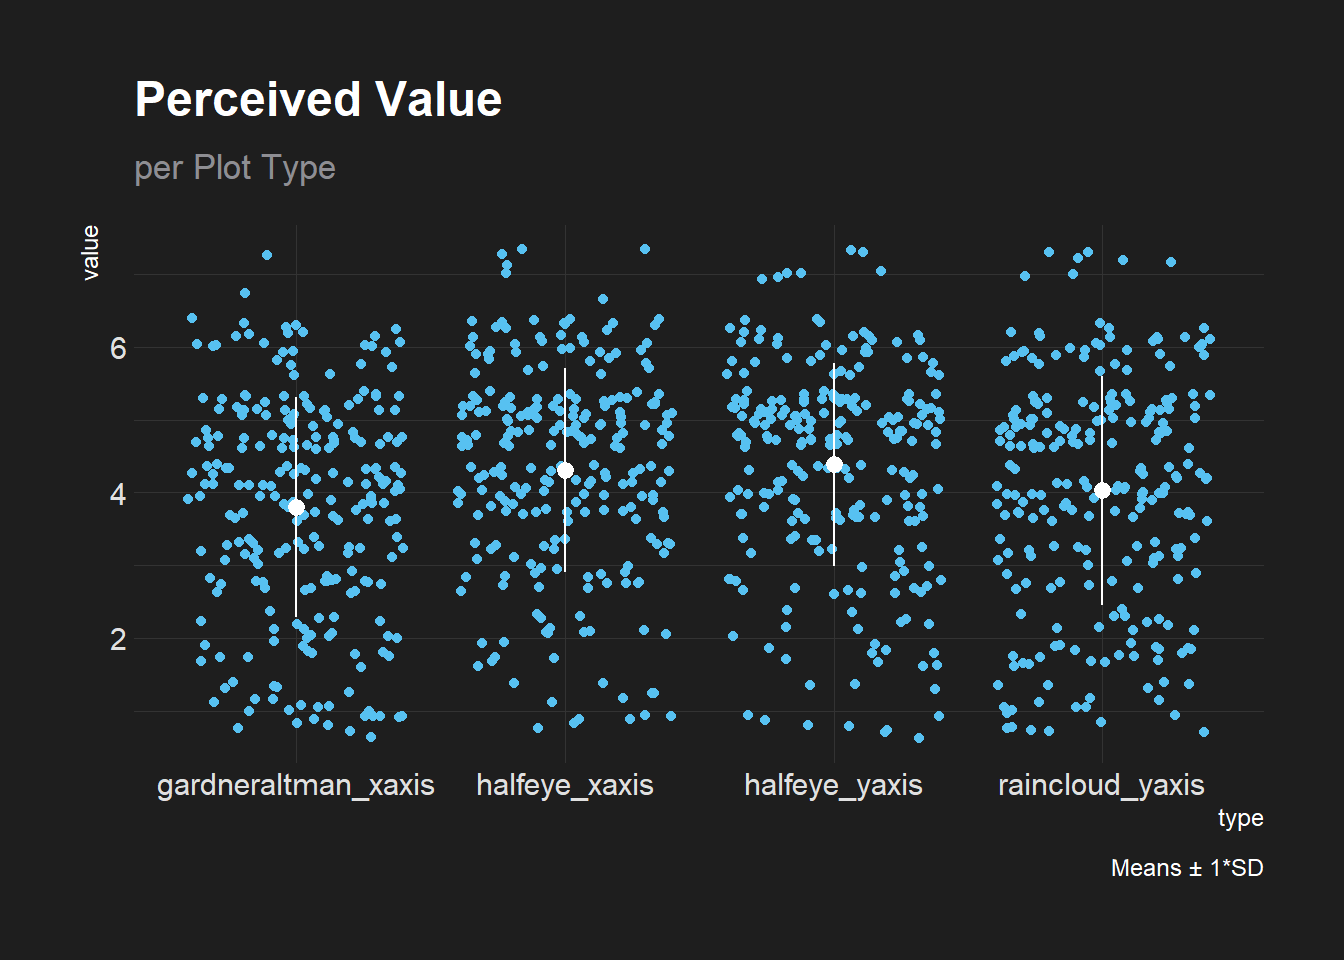 Perceived Value
per Plot Type
value
6
4
2
gardneraltman_xaxis halfeye_xaxis halfeye_yaxis raincloud_yaxis
type
Means ± 1*SD